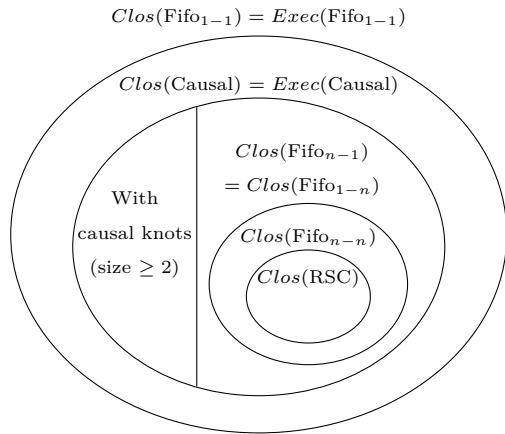 Clos(Fifo₁₋₁) = Exec(Fifo₁₋₁)
Clos(Causal) = Exec(Causal)
Clos(Fifoₙ₋₁)
= Clos(Fifo₁₋ₙ)
With
causal knots
(size ≥ 2)
Clos(Fifoₙ₋ₙ)
Clos(RSC)